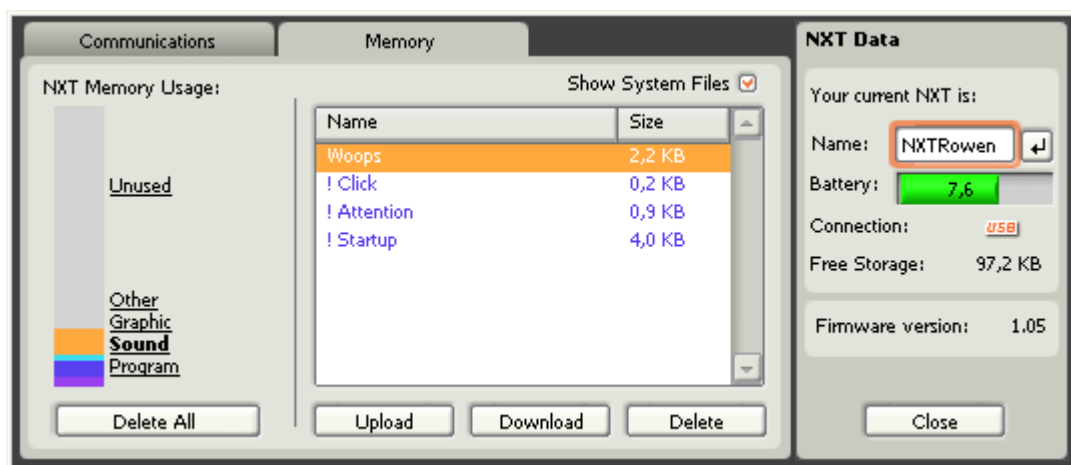 Communications
Memory
NXT Memory Usage:
Unused
Other
Graphic
Sound
Program
Delete All
Show System Files
Name Size
Woops 2,2 KB
! Click 0,2 KB
! Attention 0,9 KB
! Startup 4,0 KB
Upload
Download
Delete
NXT Data
Your current NXT is:
Name: NXTRowen
Battery: 7,6
Connection: USB
Free Storage: 97,2 KB
Firmware version: 1.05
Close